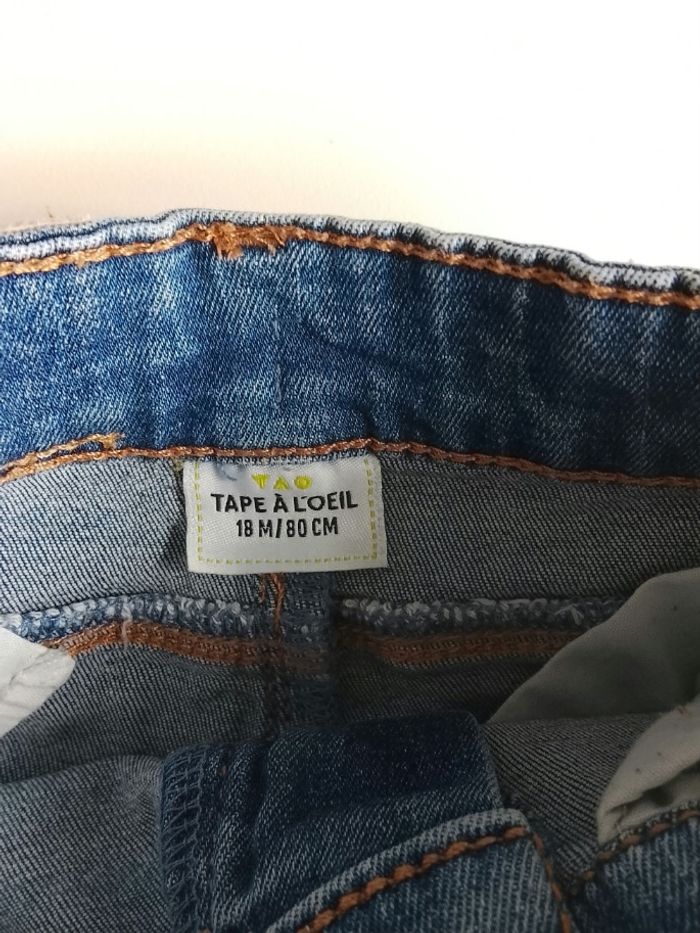 TAO
TAPE À L'OEIL
18 M/80 CM